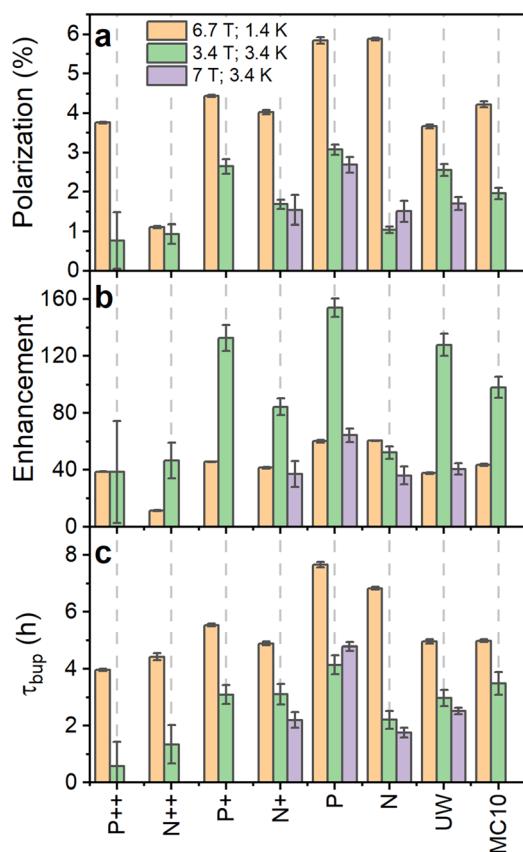 a
6.7 T; 1.4 K
3.4 T; 3.4 K
7 T; 3.4 K
Polarization (%)
6
5
4
3
2
1
0
b
Enhancement
160
120
80
40
0
c
τbup (h)
8
6
4
2
0
P++
N++
P+
N+
P
N
UW
MC10